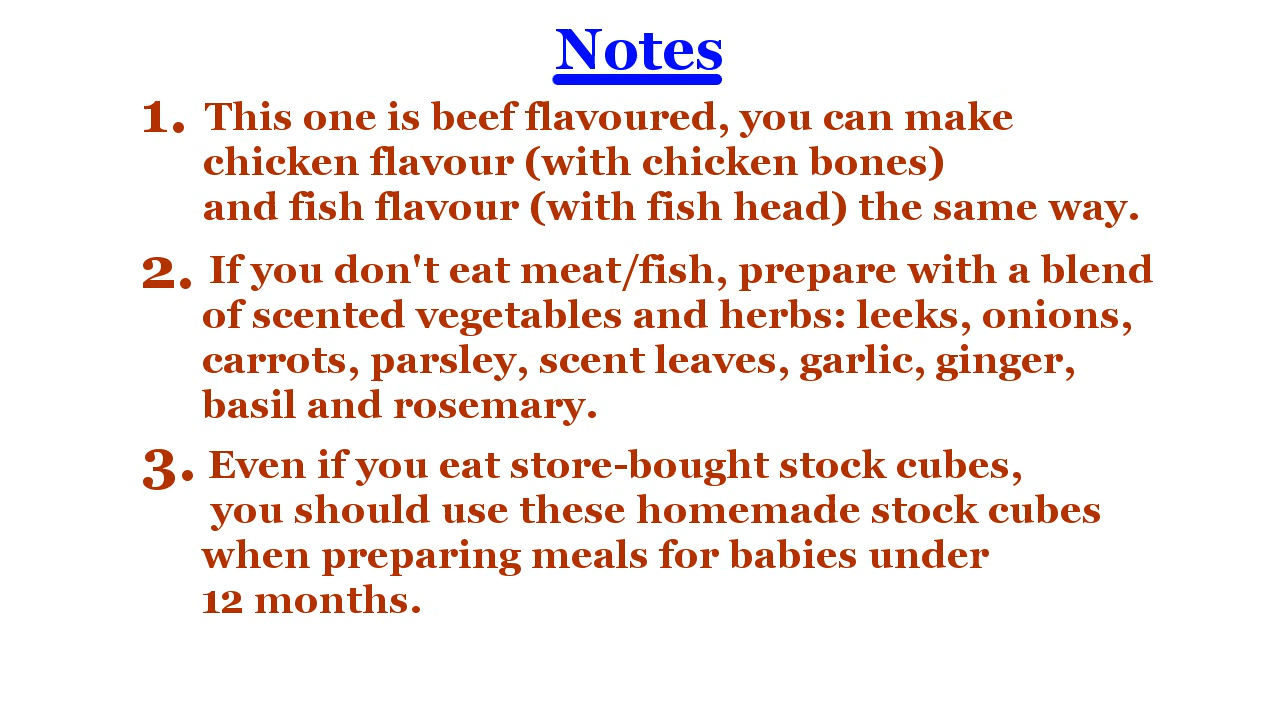 Notes
1. This one is beef flavoured, you can make
chicken flavour (with chicken bones)
and fish flavour (with fish head) the same way.
2. If you don't eat meat/fish, prepare with a blend
of scented vegetables and herbs: leeks, onions,
carrots, parsley, scent leaves, garlic, ginger,
basil and rosemary.
3. Even if you eat store-bought stock cubes,
you should use these homemade stock cubes
when preparing meals for babies under
12 months.